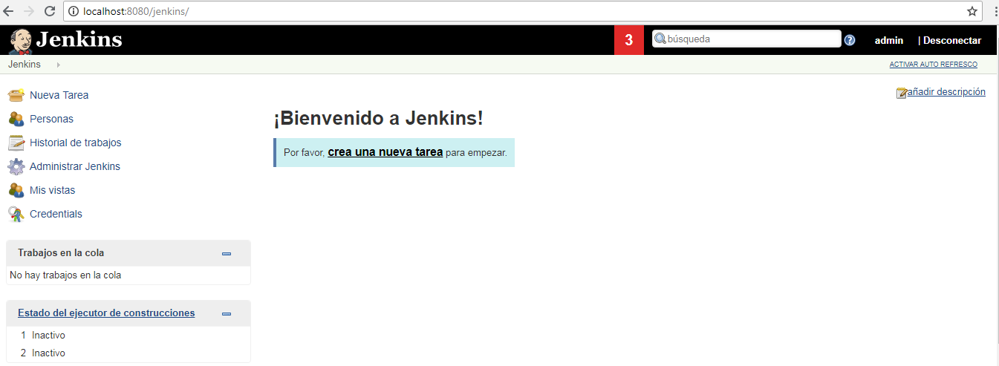 localhost:8080/jenkins/
Jenkins
3
búsqueda
?
admin
| Desconectar
Jenkins
ACTIVAR AUTO REFRESCO
Nueva Tarea
Personas
Historial de trabajos
Administrar Jenkins
Mis vistas
Credentials
añadir descripción
¡Bienvenido a Jenkins!
Por favor, crea una nueva tarea para empezar.
Trabajos en la cola
No hay trabajos en la cola
Estado del ejecutor de construcciones
1 Inactivo
2 Inactivo